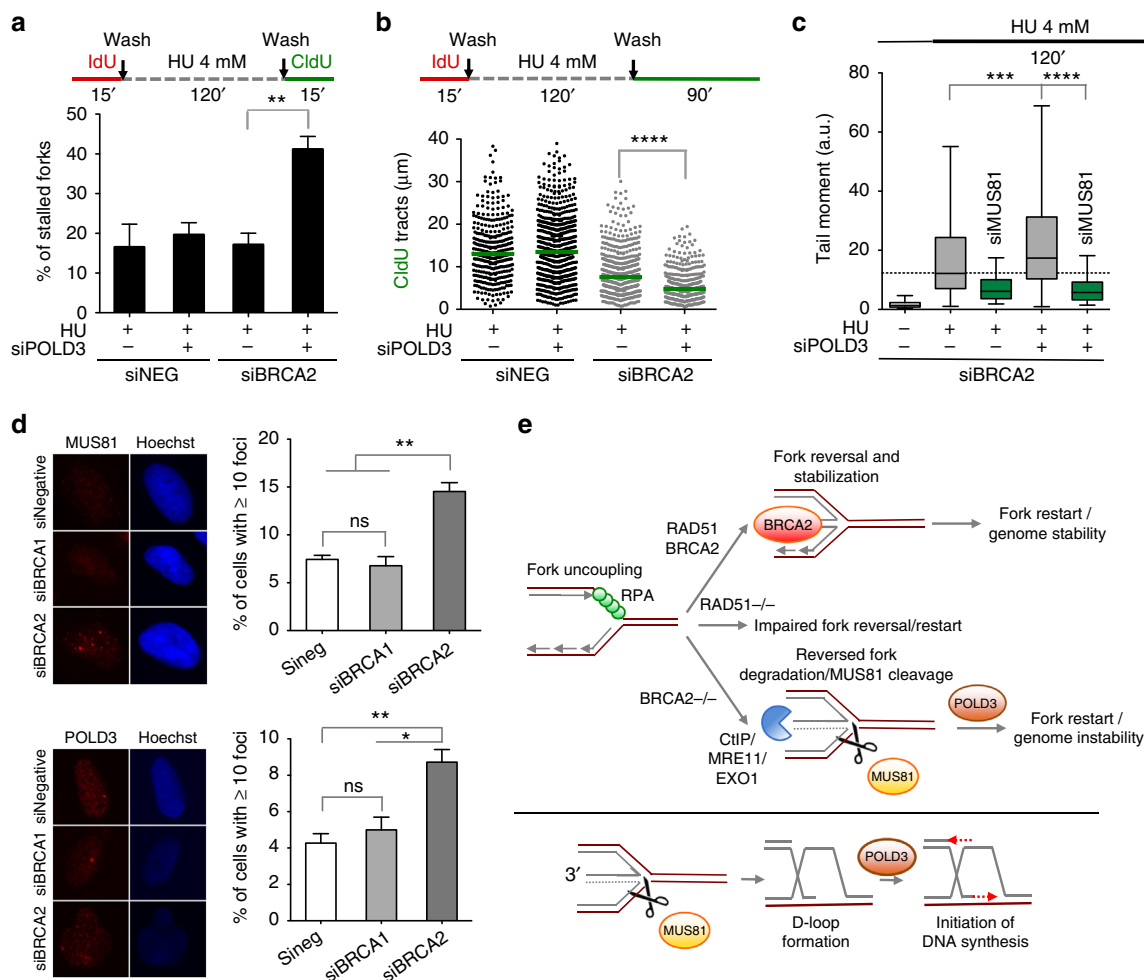 a
Wash
Wash
IdU
HU 4 mM
CldU
15′
120′
15′
**
50
40
30
20
10
0
% of stalled forks
HU
+
+
+
+
siPOLD3
–
+
–
+
siNEG
siBRCA2
b
Wash
Wash
IdU
HU 4 mM
15′
120′
90′
****
40
30
20
10
0
CldU tracts (μm)
HU
+
+
+
+
siPOLD3
–
+
–
+
siNEG
siBRCA2
c
HU 4 mM
120′
***
****
80
60
40
20
0
Tail moment (a.u.)
siMUS81
siMUS81
HU
–
+
+
+
+
siPOLD3
–
–
–
+
+
siBRCA2
d
MUS81
Hoechst
siNegative
siBRCA1
siBRCA2
20
15
10
5
0
% of cells with ≥ 10 foci
**
ns
Sineg
siBRCA1
siBRCA2
POLD3
Hoechst
siNegative
siBRCA1
siBRCA2
10
8
6
4
2
0
% of cells with ≥ 10 foci
**
*
ns
Sineg
siBRCA1
siBRCA2
e
Fork reversal and
stabilization
BRCA2
RAD51
BRCA2
Fork restart /
genome stability
Fork uncoupling
RPA
RAD51–/–
Impaired fork reversal/restart
Reversed fork
degradation/MUS81 cleavage
BRCA2–/–
POLD3
CtIP/
MRE11/
EXO1
MUS81
Fork restart /
genome instability
3′
MUS81
POLD3
D-loop
formation
Initiation of
DNA synthesis